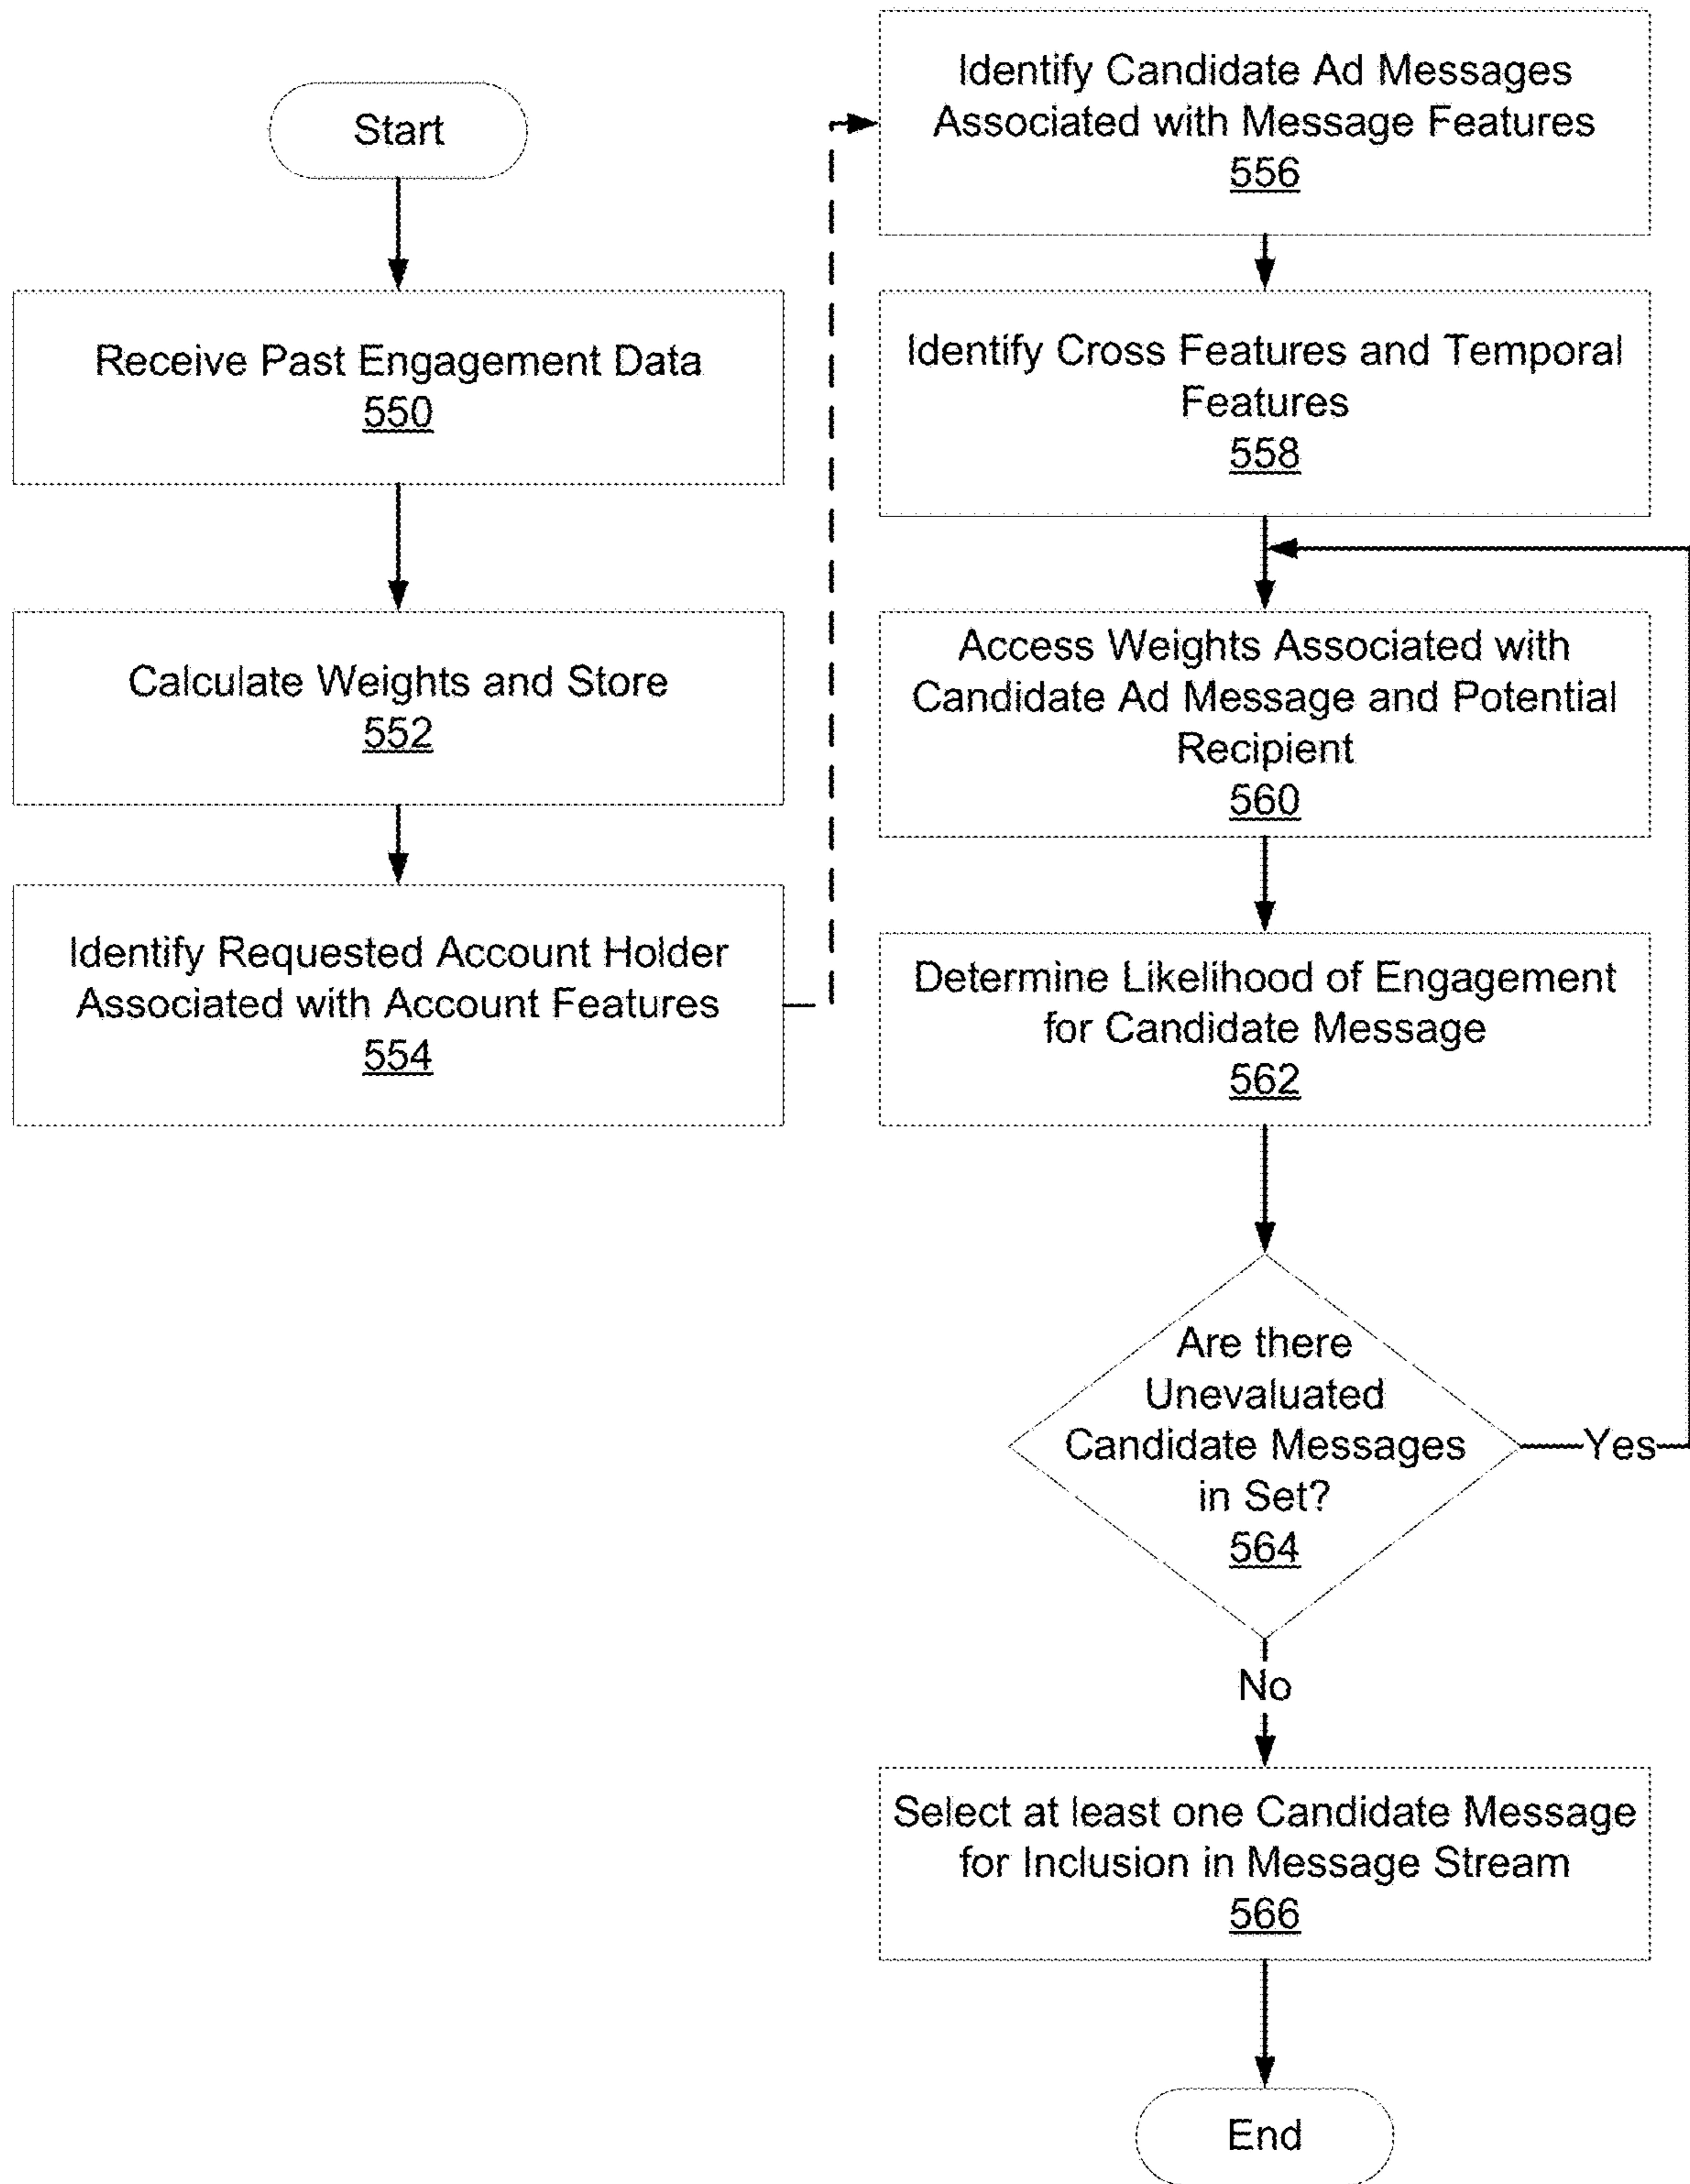 Start
Receive Past Engagement Data
550
Calculate Weights and Store
552
Identify Requested Account Holder
Associated with Account Features
554
Identify Candidate Ad Messages
Associated with Message Features
556
Identify Cross Features and Temporal
Features
558
Access Weights Associated with
Candidate Ad Message and Potential
Recipient
560
Determine Likelihood of Engagement
for Candidate Message
562
Are there
Unevaluated
Candidate Messages
in Set?
564
Yes
No
Select at least one Candidate Message
for Inclusion in Message Stream
566
End